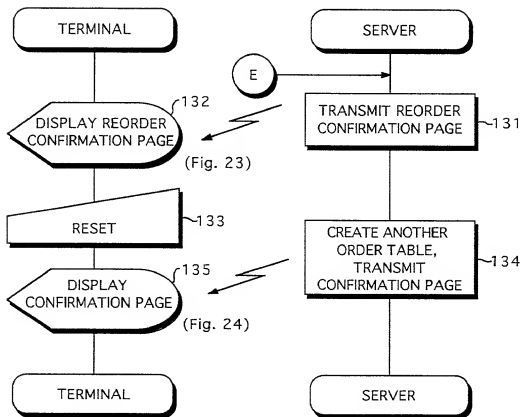 TERMINAL
SERVER
E
132
DISPLAY REORDER
CONFIRMATION PAGE
(Fig. 23)
TRANSMIT REORDER
CONFIRMATION PAGE
131
RESET
133
CREATE ANOTHER
ORDER TABLE,
TRANSMIT
CONFIRMATION PAGE
134
135
DISPLAY
CONFIRMATION PAGE
(Fig. 24)
TERMINAL
SERVER